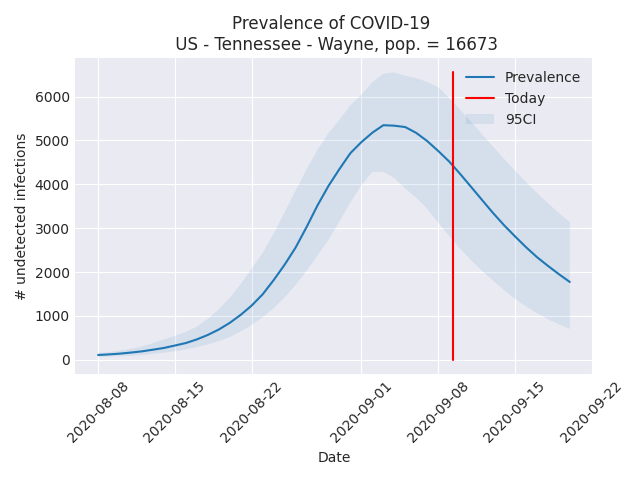 Prevalence of COVID-19
US - Tennessee - Wayne, pop. = 16673
Prevalence
Today
95CI
6000
5000
4000
3000
2000
1000
0
# undetected infections
2020-08-08
2020-08-15
2020-08-22
2020-09-01
2020-09-08
2020-09-15
2020-09-22
Date